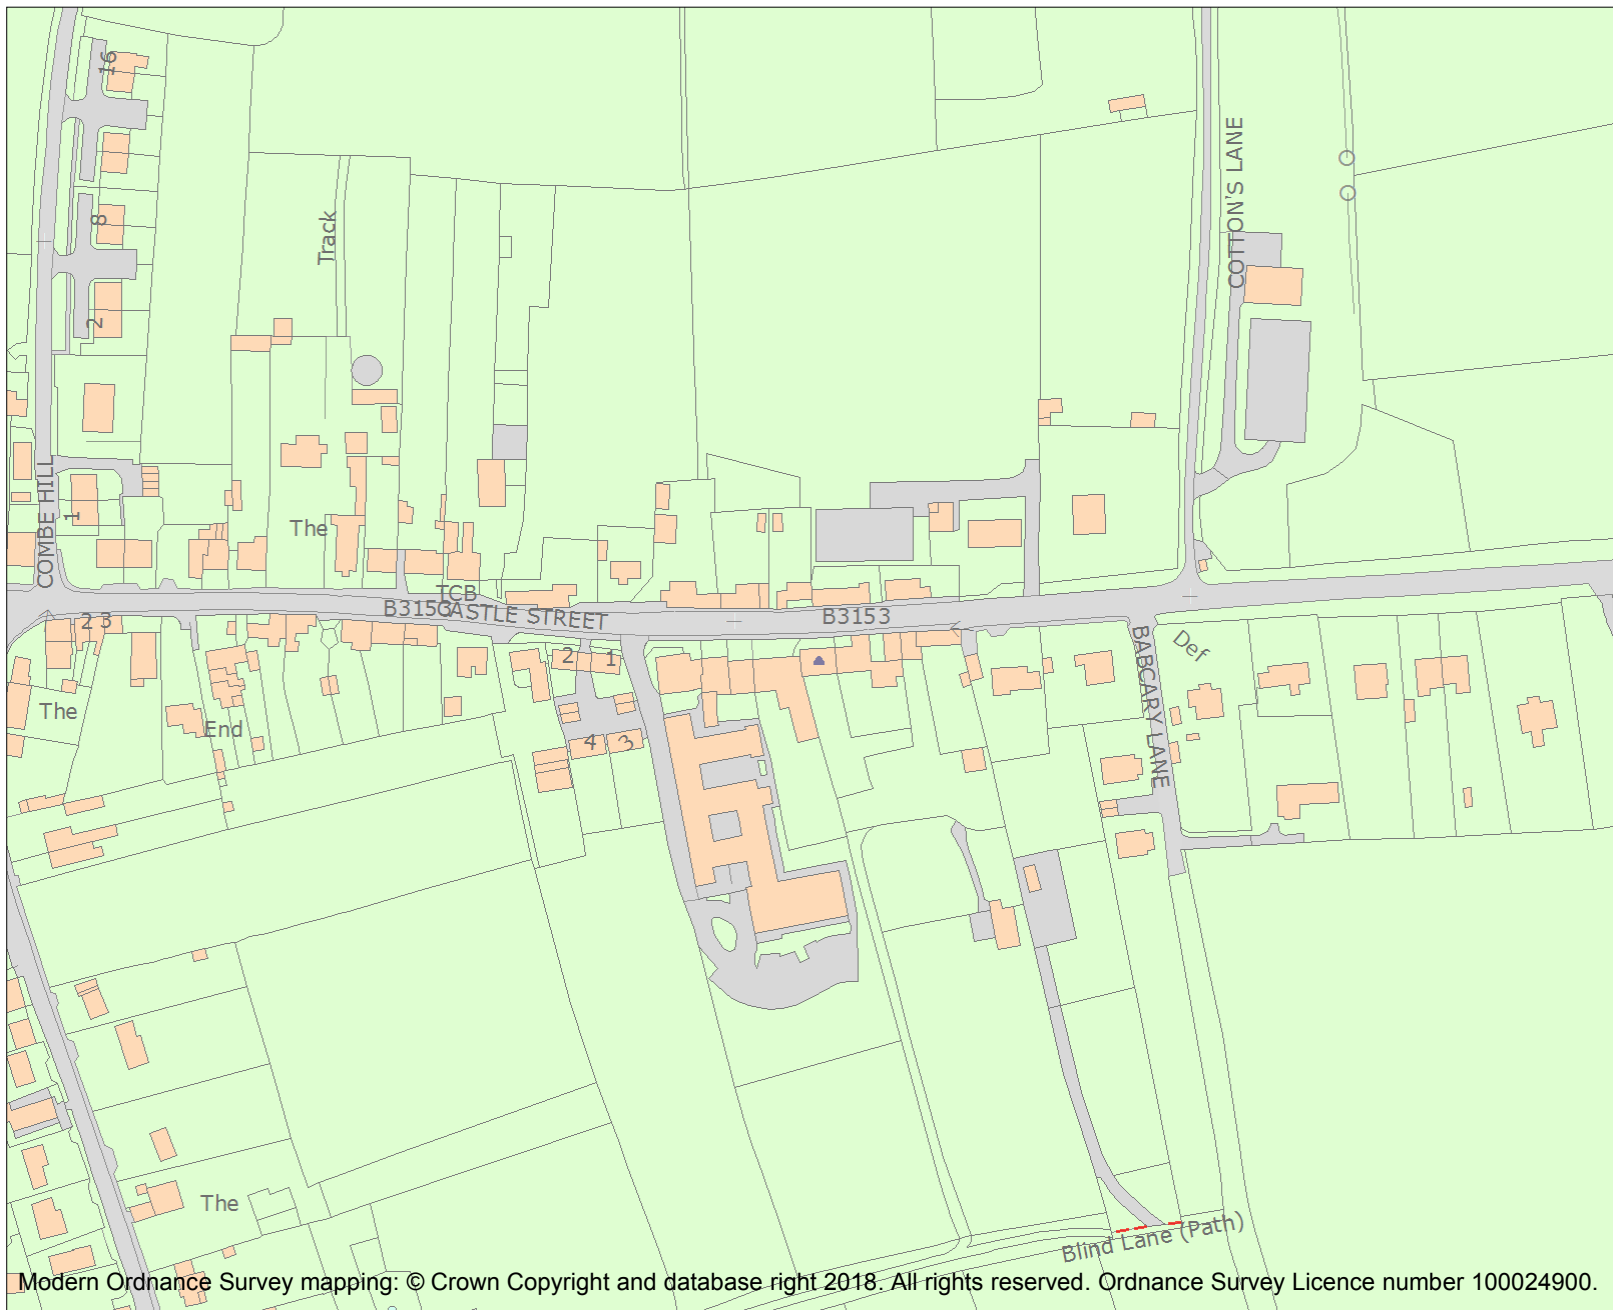 16
COTTON'S LANE
Track
8
2
COMBE HILL
1
The
TCB
B3153
CASTLE STREET
B3153
2 3
2
1
BABCARY LANE
Def
The
End
4
3
The
Blind Lane (Path)
Modern Ordnance Survey mapping: © Crown Copyright and database right 2018. All rights reserved. Ordnance Survey Licence number 100024900.